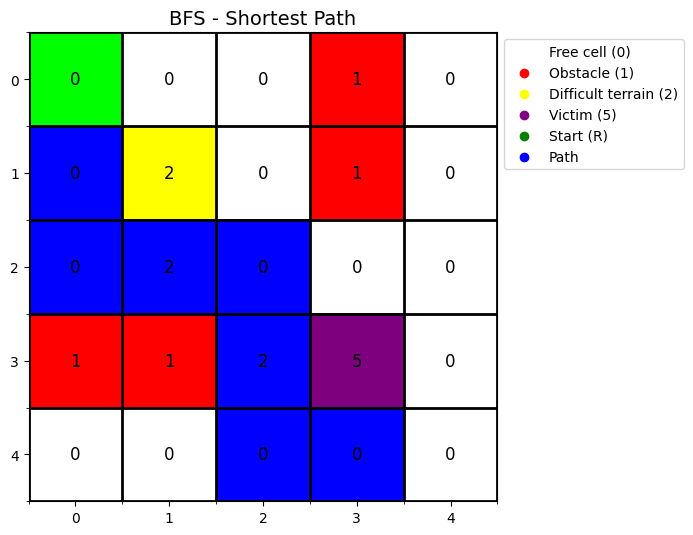 BFS - Shortest Path
0 0 0 0 1 0
1 0 2 0 1 0
2 0 2 0 0 0
3 1 1 2 5 0
4 0 0 0 0 0
0 1 2 3 4
Free cell (0)
Obstacle (1)
Difficult terrain (2)
Victim (5)
Start (R)
Path